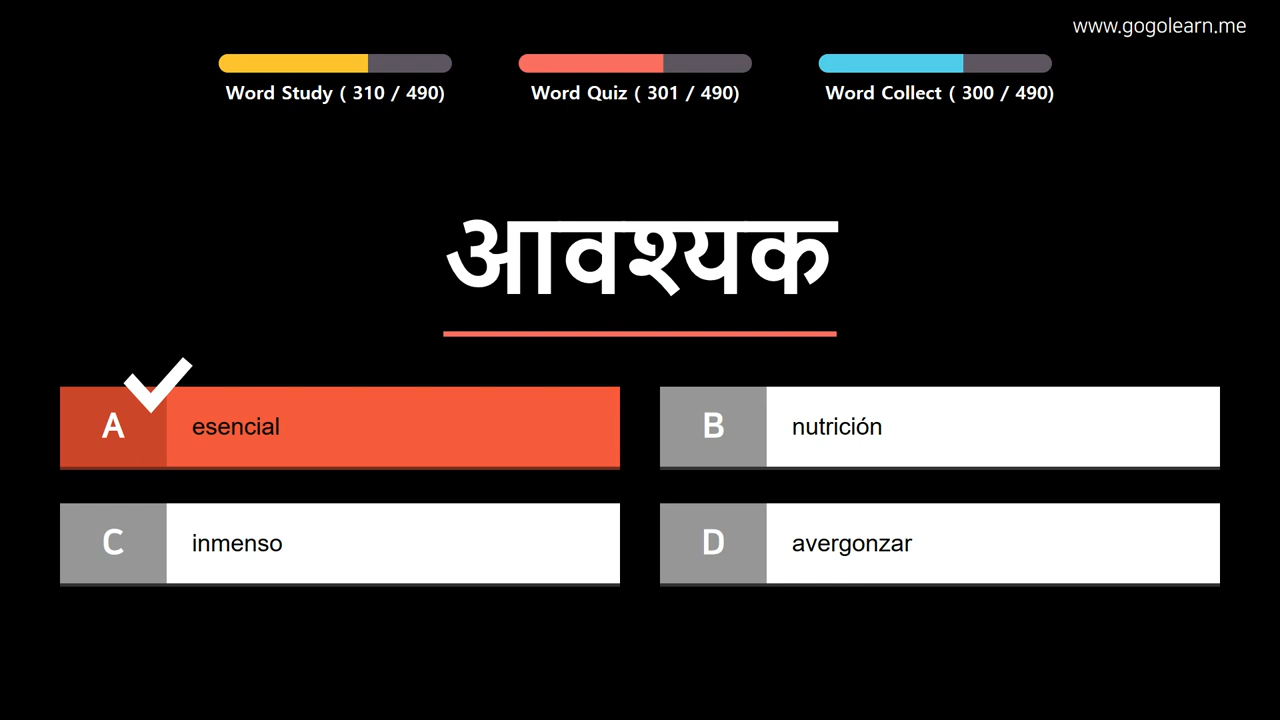 www.gogolearn.me
Word Study ( 310 / 490)
Word Quiz ( 301 / 490)
Word Collect ( 300 / 490)
आवश्यक
A esencial
B nutrición
C inmenso
D avergonzar